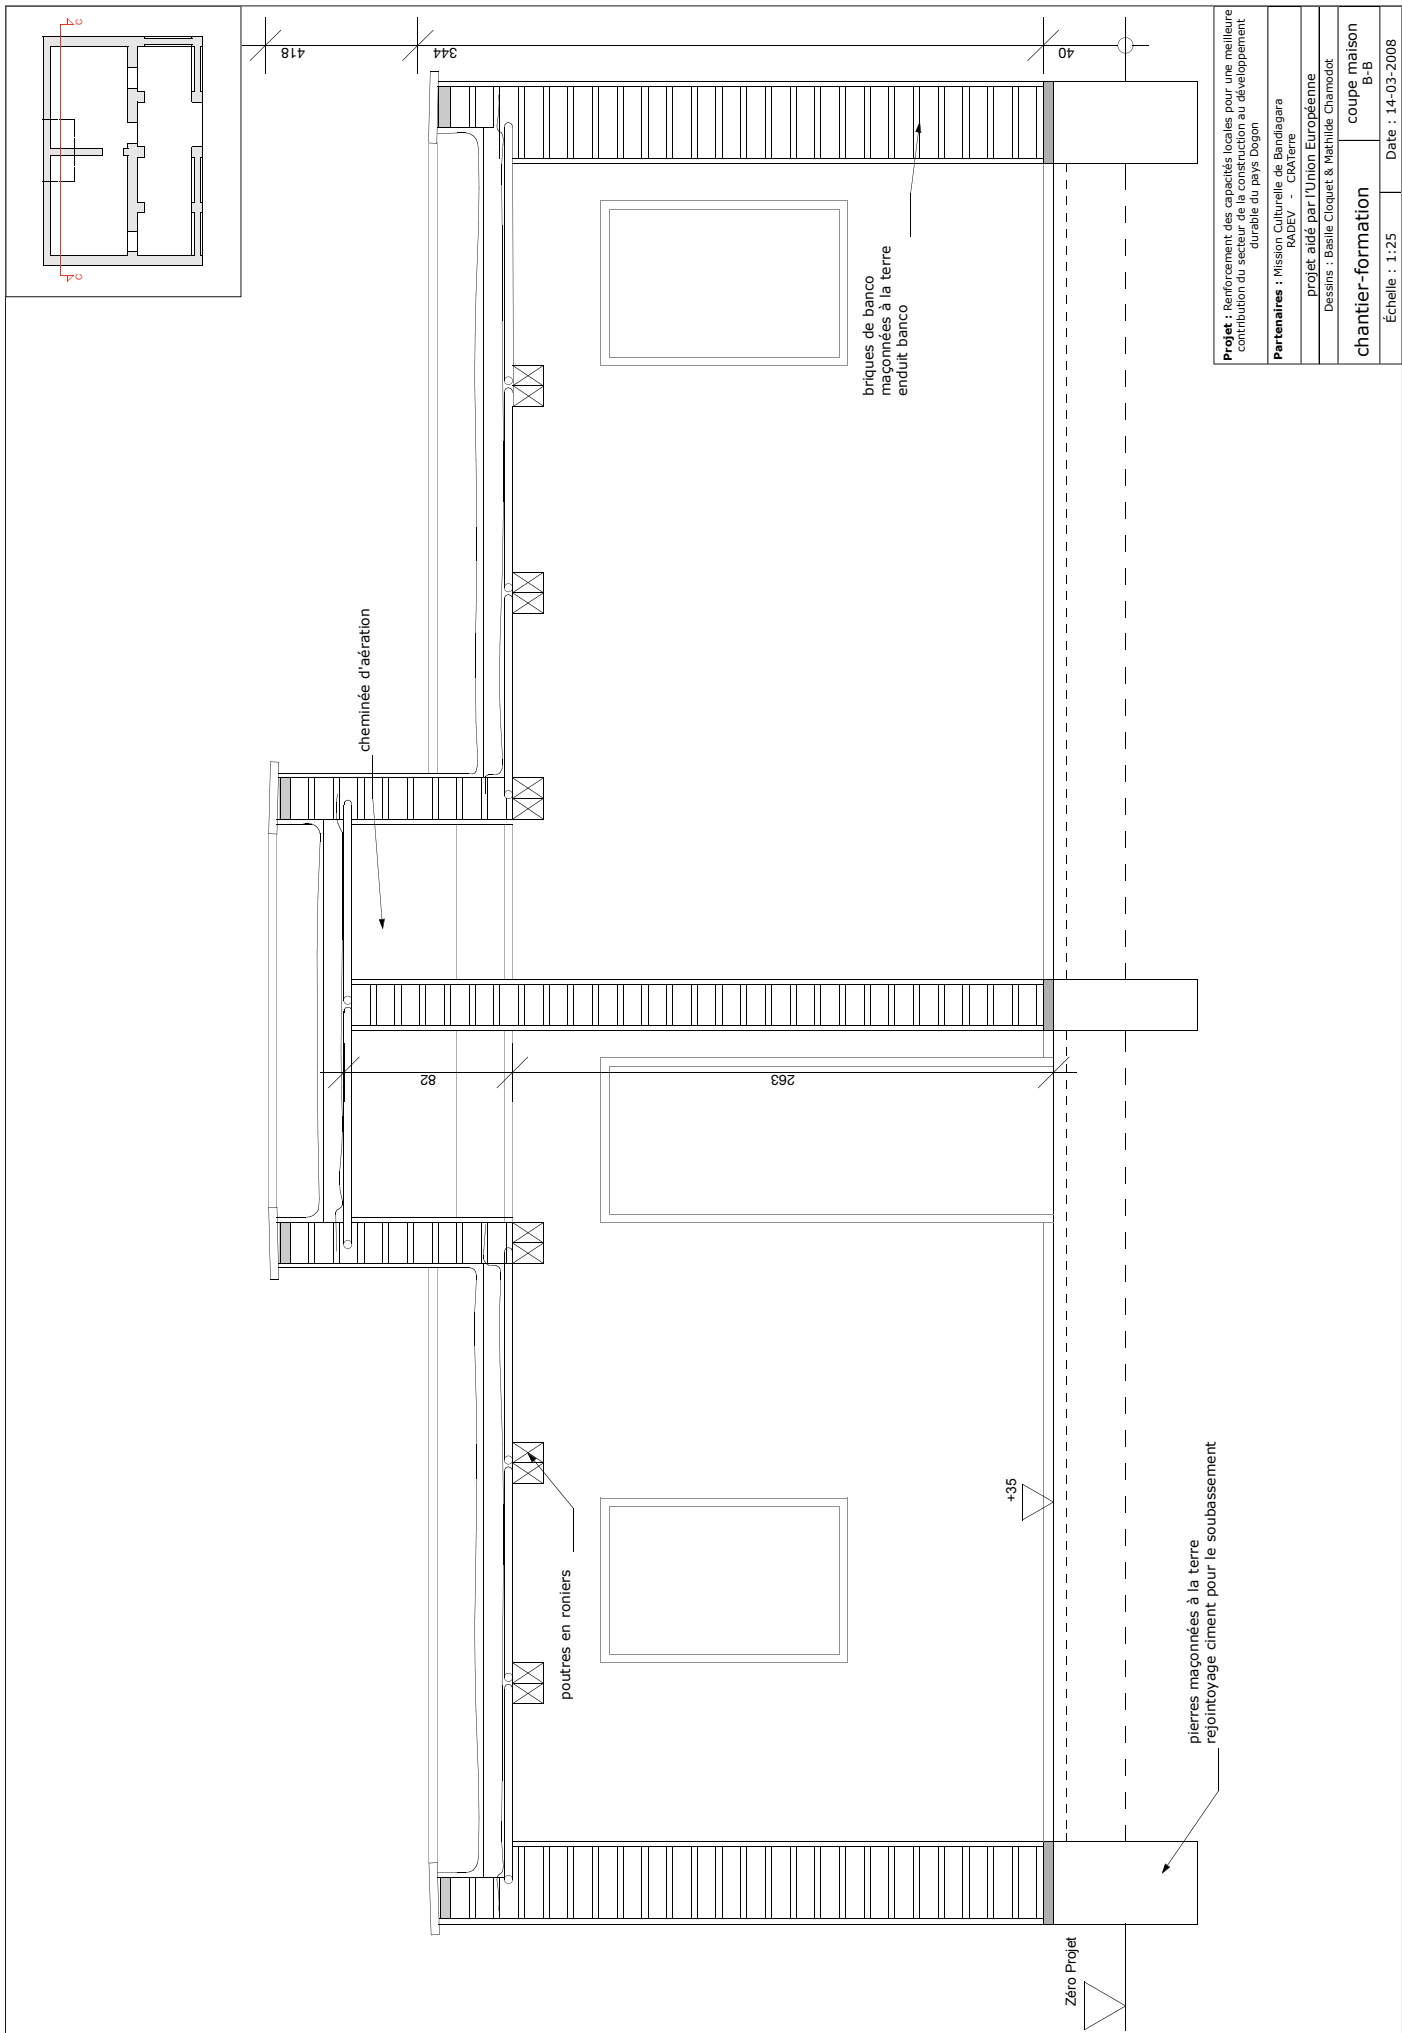 C
C
418
344
40
cheminée d'aération
briques de banco
maçonnées à la terre
enduit banco
82
263
poutres en roniers
+35
pierres maçonnées à la terre
rejointoyage ciment pour le soubassement
Zéro Projet
Projet : Renforcement des capacités locales pour une meilleure
contribution du secteur de la construction au développement
durable du pays Dogon
Partenaires : Mission Culturelle de Bandiagara
RADEV - CRATerre
projet aidé par l'Union Européenne
Dessins : Basile Cloquet & Mathilde Chamodot
chantier-formation
coupe maison
B-B
Échelle : 1:25
Date : 14-03-2008